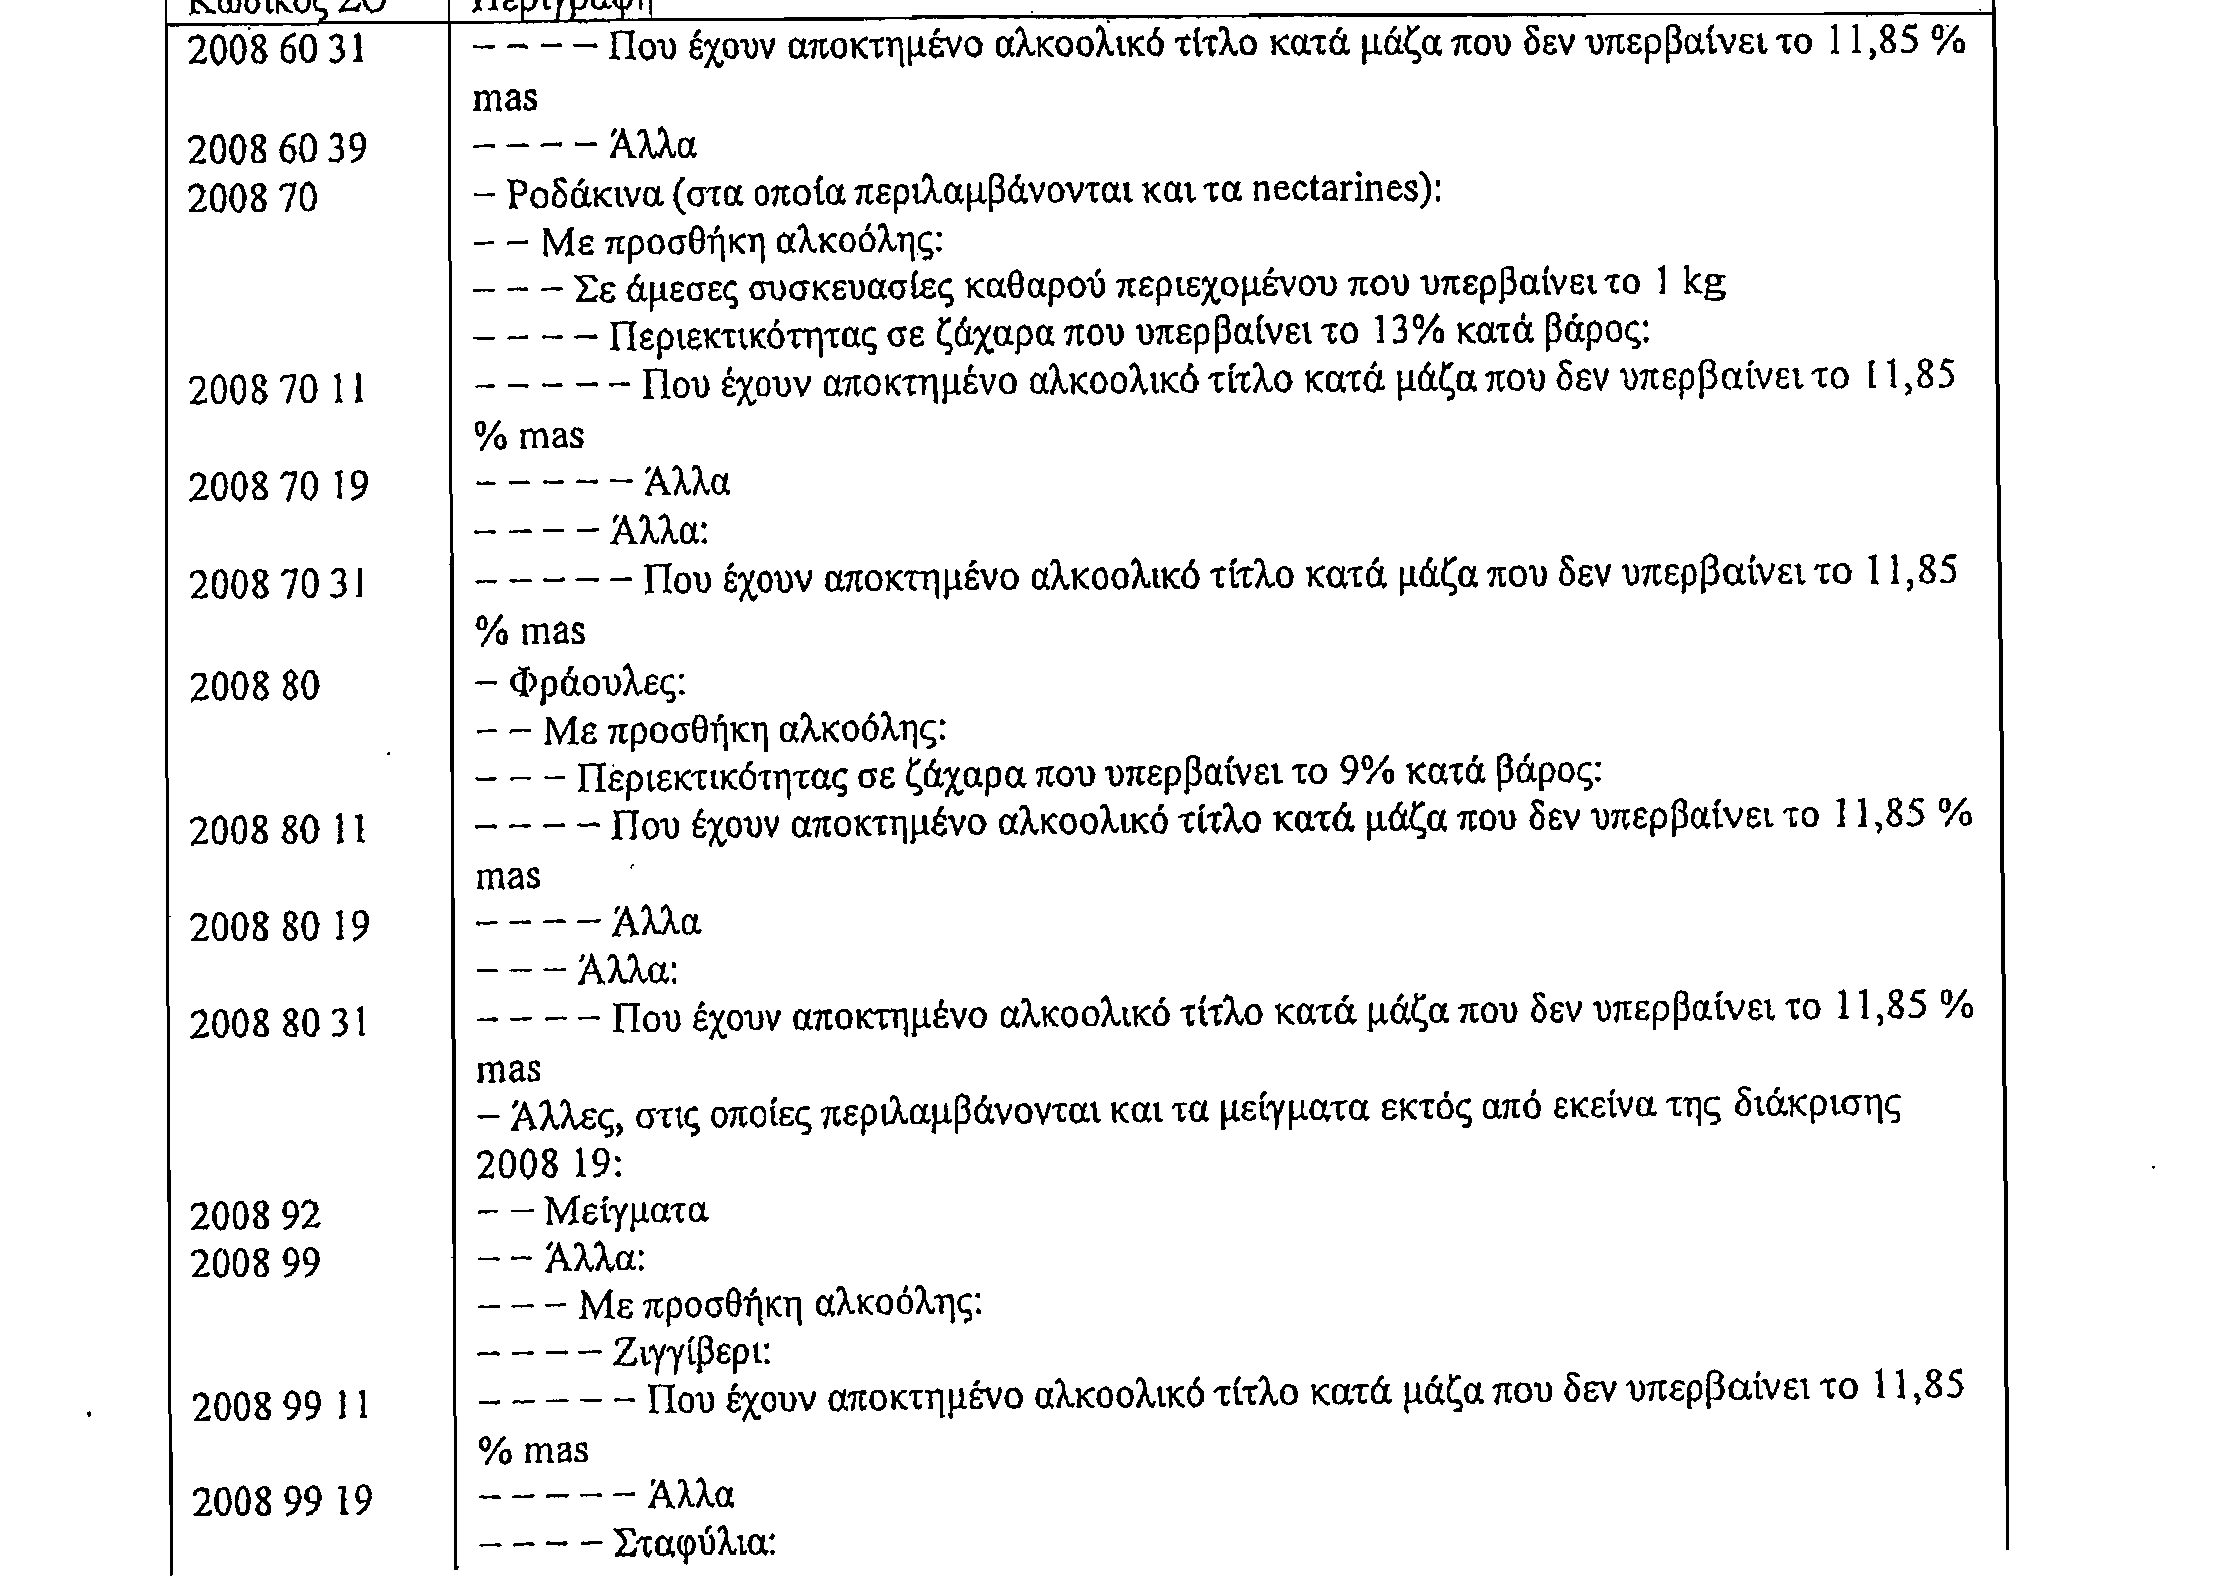 Κωδικός ΣΟ Περιγραφή
2008 60 31 – – – – Που έχουν αποκτημένο αλκοολικό τίτλο κατά μάζα που δεν υπερβαίνει το 11,85 %
mas
2008 60 39 – – – – Άλλα
2008 70 – Ροδάκινα (στα οποία περιλαμβάνονται και τα nectarines):
– – Με προσθήκη αλκοόλης:
– – – Σε άμεσες συσκευασίες καθαρού περιεχομένου που υπερβαίνει το 1 kg
– – – – Περιεκτικότητας σε ζάχαρα που υπερβαίνει το 13% κατά βάρος:
2008 70 11 – – – – – Που έχουν αποκτημένο αλκοολικό τίτλο κατά μάζα που δεν υπερβαίνει το 11,85
% mas
2008 70 19 – – – – – Άλλα
– – – – Άλλα:
2008 70 31 – – – – – Που έχουν αποκτημένο αλκοολικό τίτλο κατά μάζα που δεν υπερβαίνει το 11,85
% mas
2008 80 – Φράουλες:
– – Με προσθήκη αλκοόλης:
– – – Περιεκτικότητας σε ζάχαρα που υπερβαίνει το 9% κατά βάρος:
2008 80 11 – – – – Που έχουν αποκτημένο αλκοολικό τίτλο κατά μάζα που δεν υπερβαίνει το 11,85 %
mas
2008 80 19 – – – – Άλλα
– – – Άλλα:
2008 80 31 – – – – Που έχουν αποκτημένο αλκοολικό τίτλο κατά μάζα που δεν υπερβαίνει το 11,85 %
mas
– Άλλες, στις οποίες περιλαμβάνονται και τα μείγματα εκτός από εκείνα της διάκρισης
2008 19:
2008 92 – – Μείγματα
2008 99 – – Άλλα:
– – – Με προσθήκη αλκοόλης:
– – – – Ζιγγίβερι:
2008 99 11 – – – – – Που έχουν αποκτημένο αλκοολικό τίτλο κατά μάζα που δεν υπερβαίνει το 11,85
% mas
2008 99 19 – – – – – Άλλα
– – – – Σταφύλια: